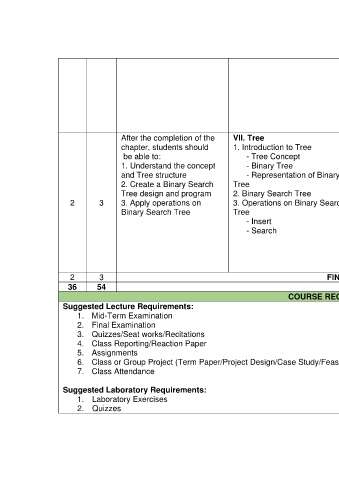 After the completion of the
chapter, students should
be able to:
1. Understand the concept
and Tree structure
2. Create a Binary Search
Tree design and program
3. Apply operations on
Binary Search Tree
2
3
VII. Tree
1. Introduction to Tree
- Tree Concept
- Binary Tree
- Representation of Binary
Tree
2. Binary Search Tree
3. Operations on Binary Searc
Tree
- Insert
- Search
2 3 FIN
36 54
COURSE REQ
Suggested Lecture Requirements:
1. Mid-Term Examination
2. Final Examination
3. Quizzes/Seat works/Recitations
4. Class Reporting/Reaction Paper
5. Assignments
6. Class or Group Project (Term Paper/Project Design/Case Study/Feas
7. Class Attendance
Suggested Laboratory Requirements:
1. Laboratory Exercises
2. Quizzes